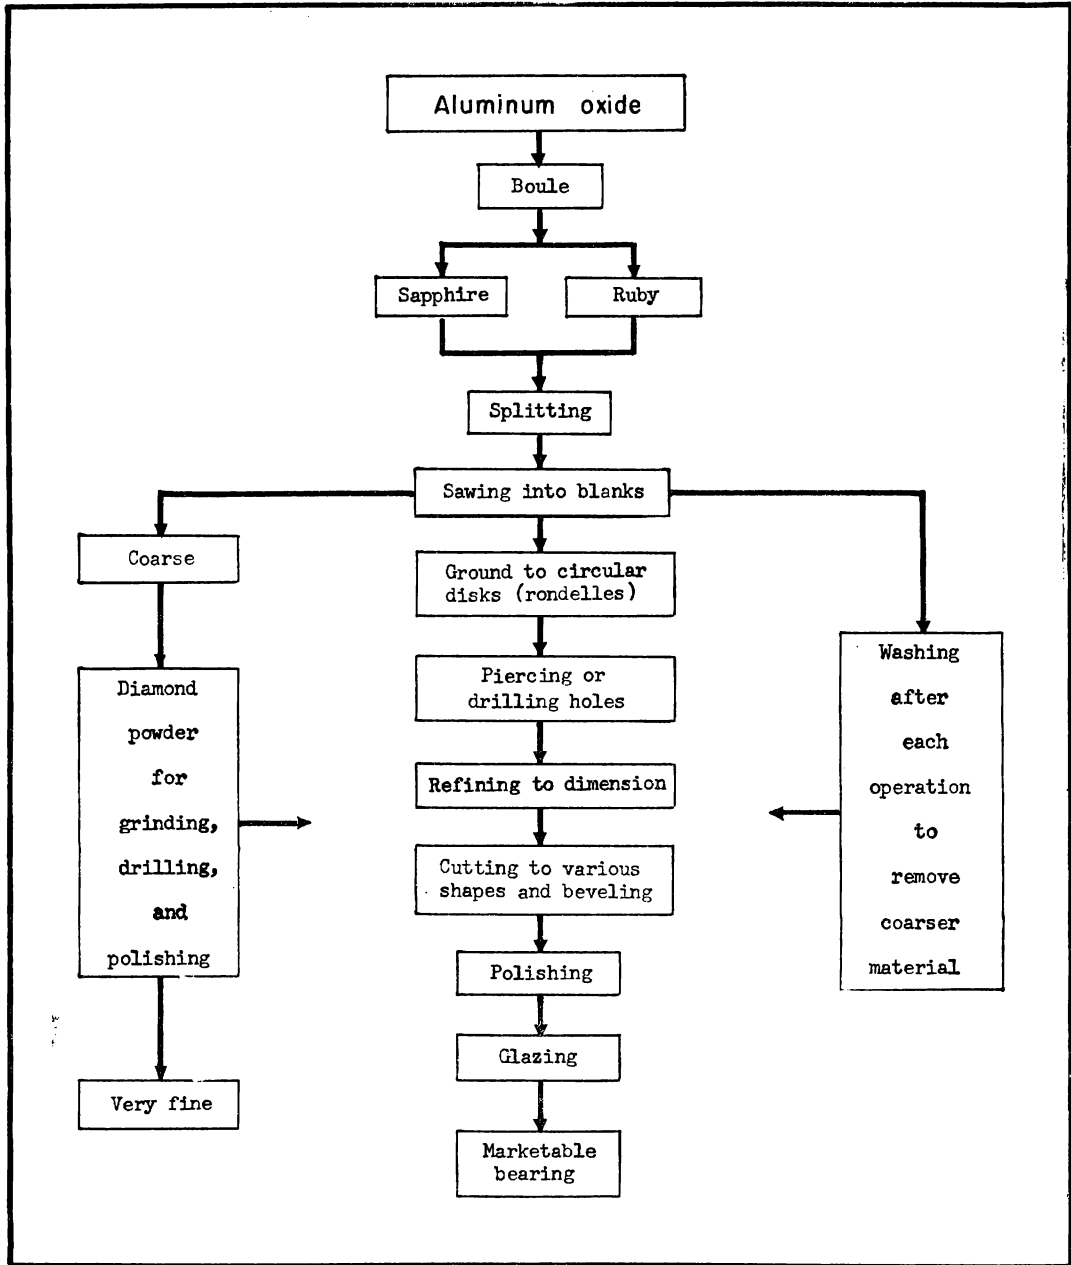 Aluminum oxide
Boule
Sapphire
Ruby
Splitting
Sawing into blanks
Coarse
Ground to circular
disks (rondelles)
Diamond
powder
for
grinding,
drilling,
and
polishing
Piercing or
drilling holes
Washing
after
each
operation
to
remove
coarser
material
Refining to dimension
Cutting to various
shapes and beveling
Polishing
Glazing
Very fine
Marketable
bearing